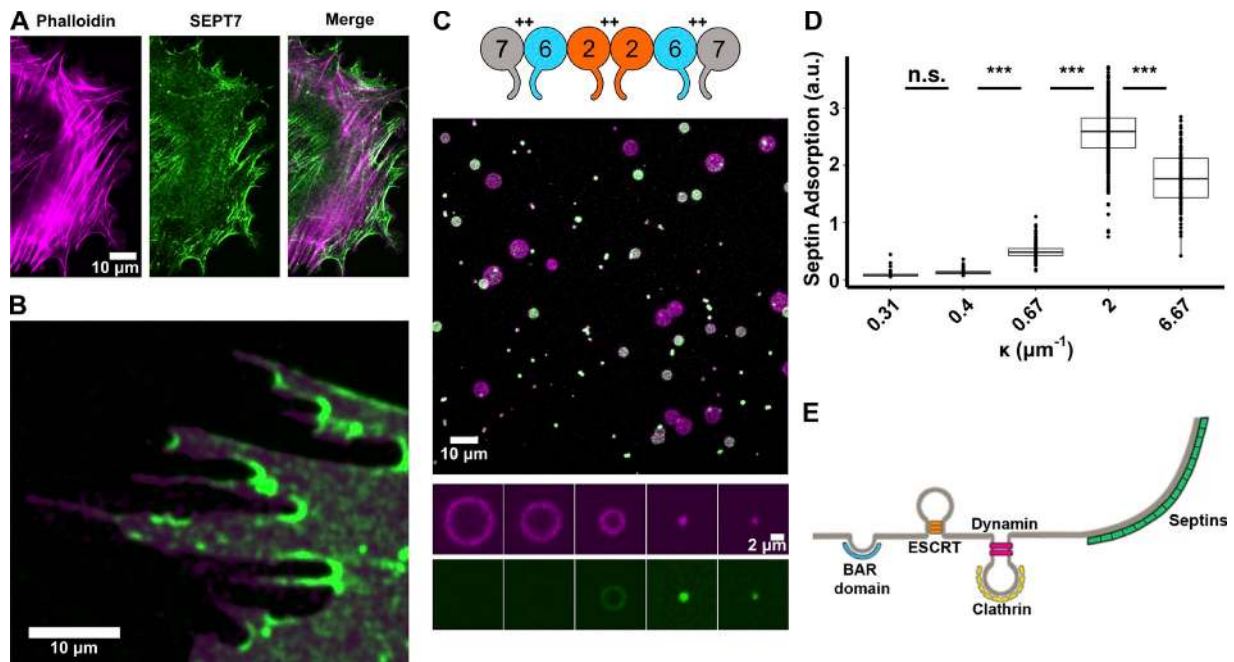 A
Phalloidin SEPT7 Merge
10 µm
B
10 µm
C
++ ++ ++
7 6 2 2 6 7
10 µm
2 µm
D
Septin Adsorption (a.u.)
3
2
1
0
n.s. *** *** ***
0.31 0.4 0.67 2 6.67
κ (µm⁻¹)
E
BAR
domain
ESCRT
Dynamin
Clathrin
Septins